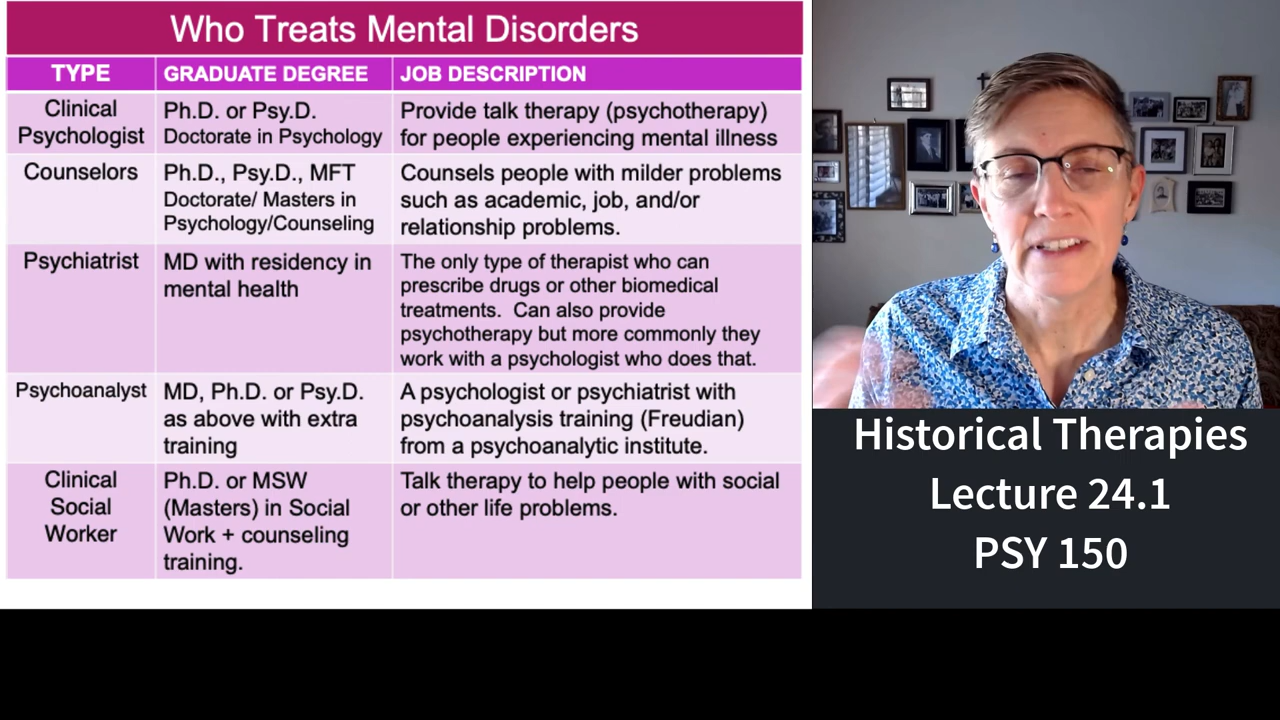 Who Treats Mental Disorders
TYPE
GRADUATE DEGREE
JOB DESCRIPTION
Clinical
Psychologist
Ph.D. or Psy.D.
Doctorate in Psychology
Provide talk therapy (psychotherapy)
for people experiencing mental illness
Counselors
Ph.D., Psy.D., MFT
Doctorate/ Masters in
Psychology/Counseling
Counsels people with milder problems
such as academic, job, and/or
relationship problems.
Psychiatrist
MD with residency in
mental health
The only type of therapist who can
prescribe drugs or other biomedical
treatments.  Can also provide
psychotherapy but more commonly they
work with a psychologist who does that.
Psychoanalyst
MD, Ph.D. or Psy.D.
as above with extra
training
A psychologist or psychiatrist with
psychoanalysis training (Freudian)
from a psychoanalytic institute.
Clinical
Social
Worker
Ph.D. or MSW
(Masters) in Social
Work + counseling
training.
Talk therapy to help people with social
or other life problems.
Historical Therapies
Lecture 24.1
PSY 150